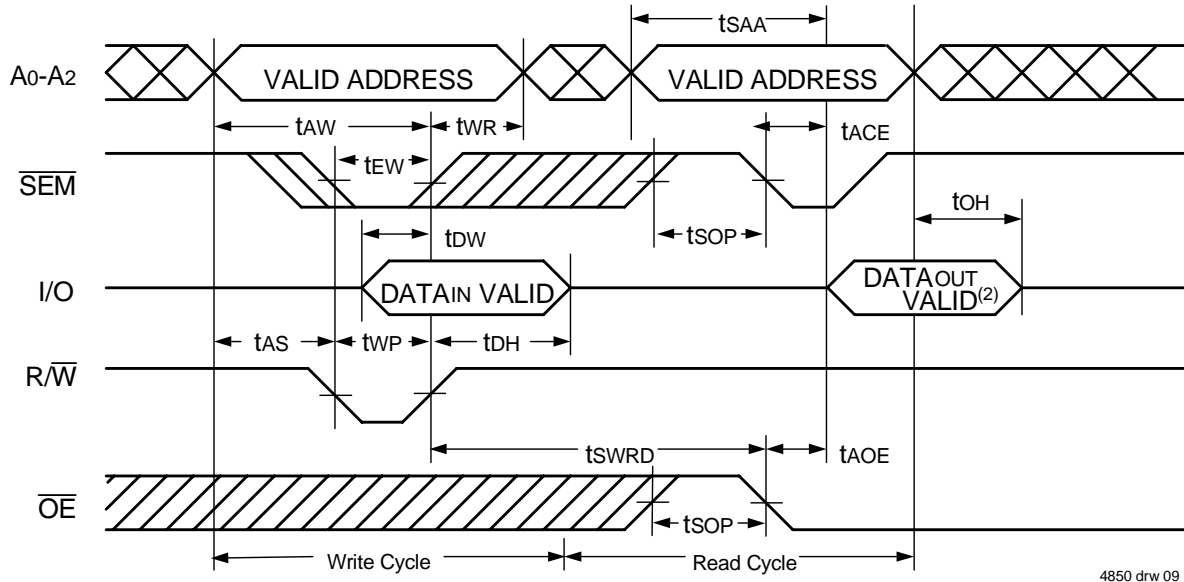 tSAA
A0-A2
VALID ADDRESS
VALID ADDRESS
tAW
tWR
tACE
SEM
tEW
tSOP
tOH
tDW
I/O
DATAIN VALID
DATAOUT
VALID(2)
tAS
tWP
tDH
R/W
tSWRD
tAOE
OE
tSOP
Write Cycle
Read Cycle
4850 drw 09